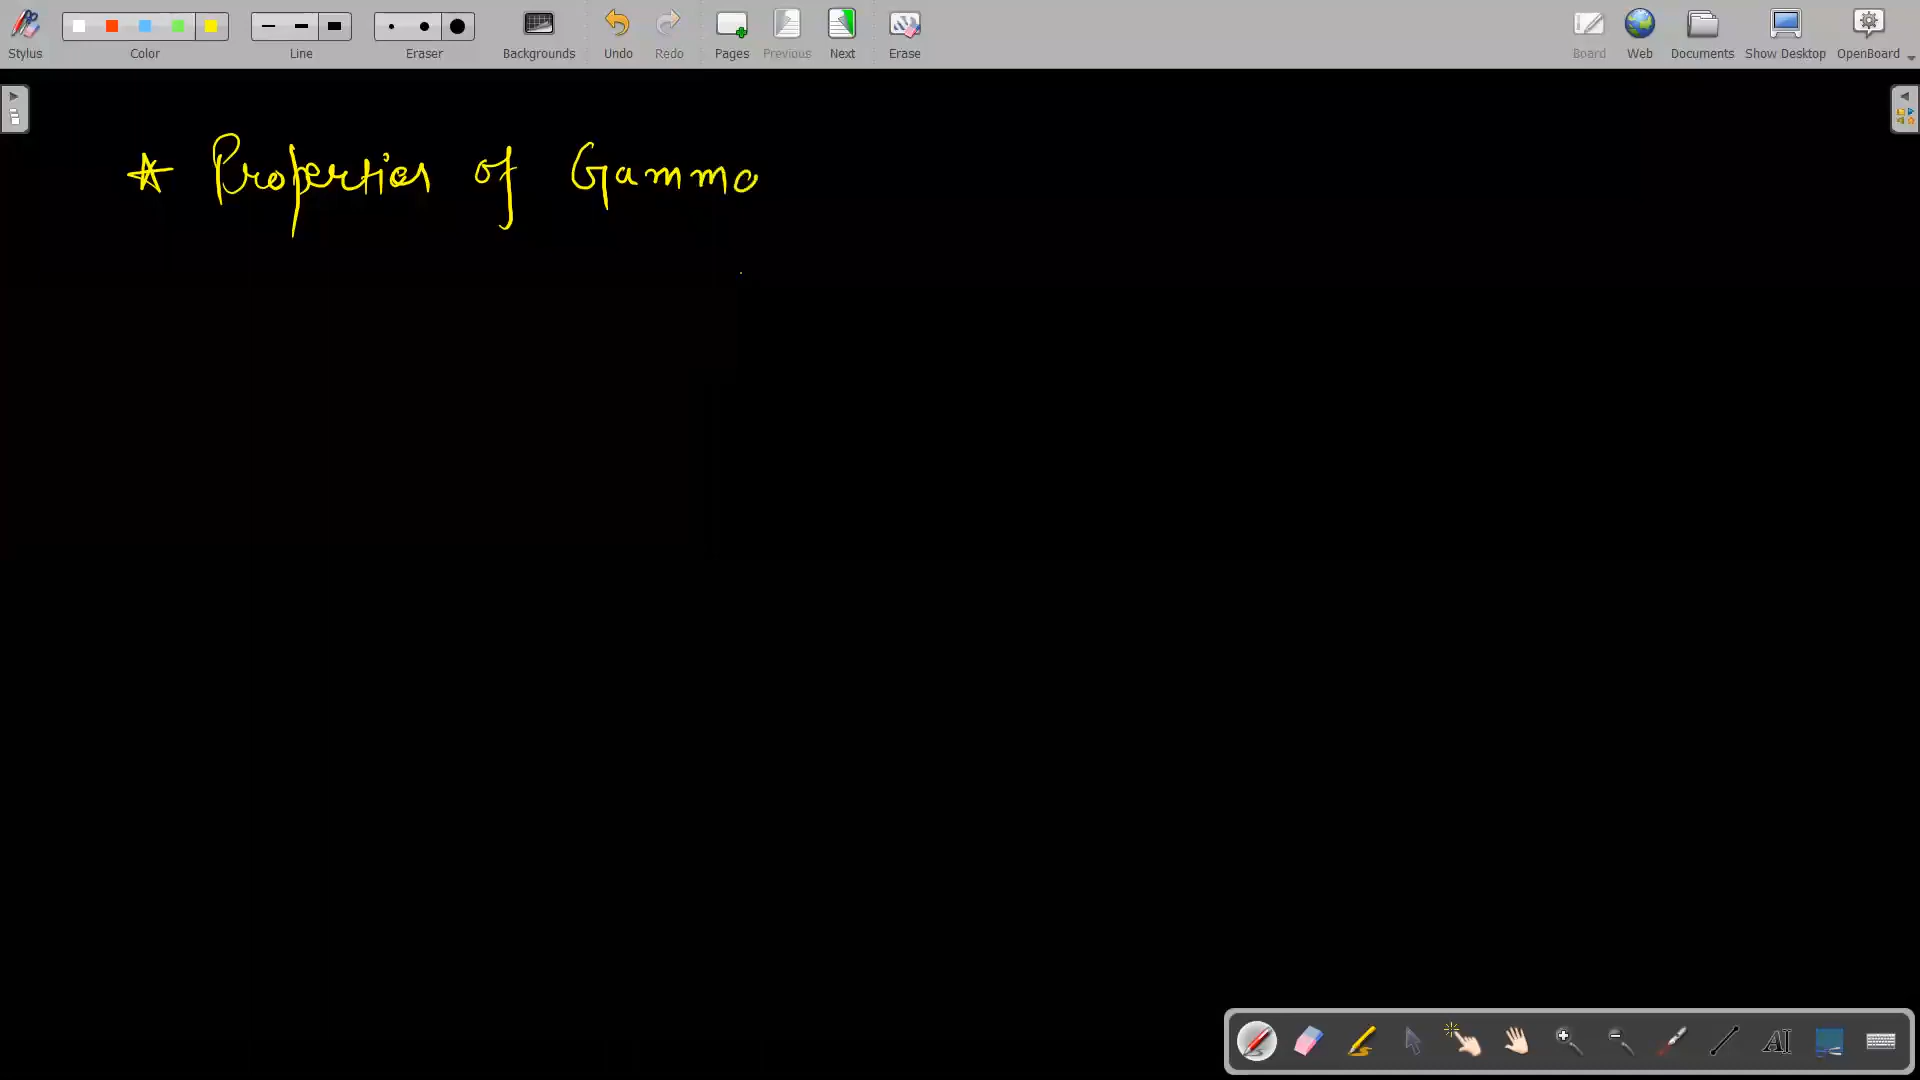 Stylus Color Line Eraser Backgrounds Undo Redo Pages Previous Next Erase Board Web Documents Show Desktop OpenBoard
* Properties of Gamma
AI